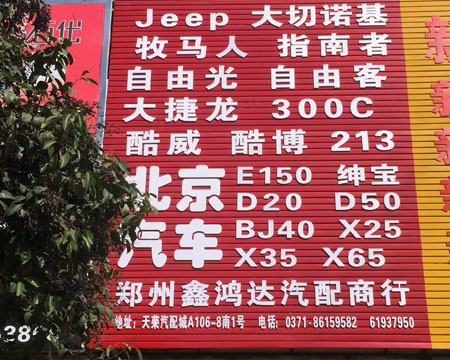 Jeep 大切诺基
牧马人 指南者
自由光 自由客
大捷龙 300C
酷威 酷博 213
北京 E150 绅宝
D20 D50
汽车 BJ40 X25
X35 X65
郑州鑫鸿达汽配商行
地址：天荣汽配城A106-8南1号 电话：0371-86159582 61937950